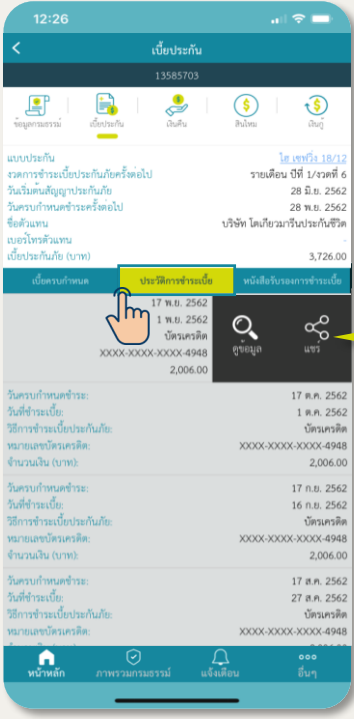 12:26
เบี้ยประกัน
13585703
ข้อมูลกรมธรรม์ เบี้ยประกัน เงินคืน สินไหม เงินกู้
แบบประกัน ไฮ เซฟวิ่ง 18/12
งวดการชำระเบี้ยประกันภัยครั้งต่อไป รายเดือน ปีที่ 1/งวดที่ 6
วันเริ่มต้นสัญญาประกันภัย 28 มิ.ย. 2562
วันครบกำหนดชำระครั้งต่อไป 28 พ.ย. 2562
ชื่อตัวแทน บริษัท โตเกียวมารีนประกันชีวิต
เบอร์โทรตัวแทน -
เบี้ยประกันภัย (บาท) 3,726.00
เบี้ยครบกำหนด ประวัติการชำระเบี้ย หนังสือรับรองการชำระเบี้ย
17 พ.ย. 2562
1 พ.ย. 2562
บัตรเครดิต
XXXX-XXXX-XXXX-4948
2,006.00
ดูข้อมูล แชร์
วันครบกำหนดชำระ: 17 ต.ค. 2562
วันที่ชำระเบี้ย: 1 ต.ค. 2562
วิธีการชำระเบี้ยประกันภัย: บัตรเครดิต
หมายเลขบัตรเครดิต: XXXX-XXXX-XXXX-4948
จำนวนเงิน (บาท): 2,006.00
วันครบกำหนดชำระ: 17 ก.ย. 2562
วันที่ชำระเบี้ย: 16 ก.ย. 2562
วิธีการชำระเบี้ยประกันภัย: บัตรเครดิต
หมายเลขบัตรเครดิต: XXXX-XXXX-XXXX-4948
จำนวนเงิน (บาท): 2,006.00
วันครบกำหนดชำระ: 17 ส.ค. 2562
วันที่ชำระเบี้ย: 27 ส.ค. 2562
วิธีการชำระเบี้ยประกันภัย: บัตรเครดิต
หมายเลขบัตรเครดิต: XXXX-XXXX-XXXX-4948
หน้าหลัก ภาพรวมกรมธรรม์ แจ้งเตือน อื่นๆ